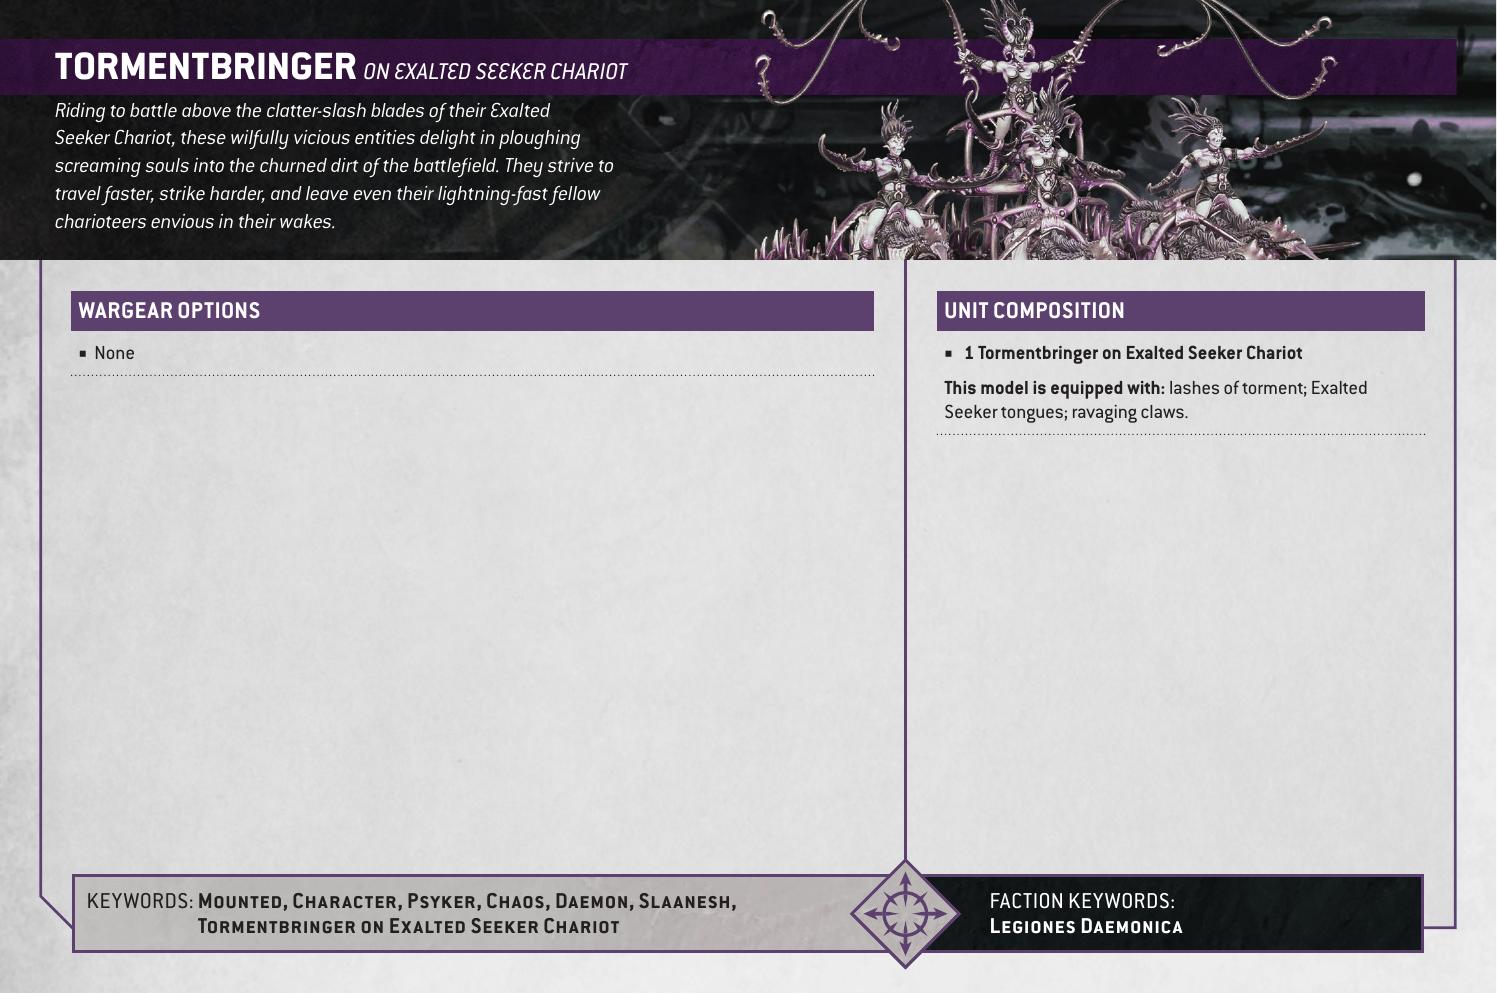 TORMENTBRINGER ON EXALTED SEEKER CHARIOT
Riding to battle above the clatter-slash blades of their Exalted
Seeker Chariot, these wilfully vicious entities delight in ploughing
screaming souls into the churned dirt of the battlefield. They strive to
travel faster, strike harder, and leave even their lightning-fast fellow
charioteers envious in their wakes.
WARGEAR OPTIONS
▪ None
UNIT COMPOSITION
▪ 1 Tormentbringer on Exalted Seeker Chariot
This model is equipped with: lashes of torment; Exalted
Seeker tongues; ravaging claws.
KEYWORDS: Mounted, Character, Psyker, Chaos, Daemon, Slaanesh,
Tormentbringer on Exalted Seeker Chariot
FACTION KEYWORDS:
Legiones Daemonica